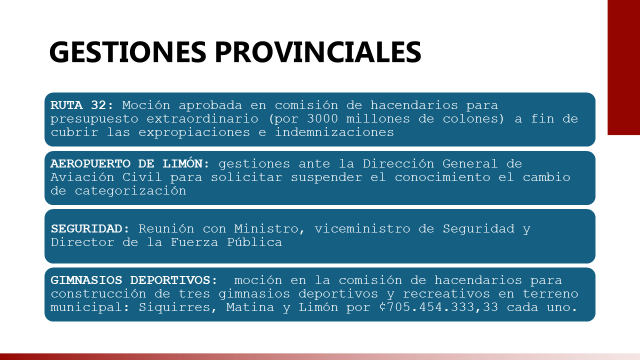 GESTIONES PROVINCIALES
RUTA 32: Moción aprobada en comisión de hacendarios para
presupuesto extraordinario (por 3000 millones de colones) a fin de
cubrir las expropiaciones e indemnizaciones
AEROPUERTO DE LIMÓN: gestiones ante la Dirección General de
Aviación Civil para solicitar suspender el conocimiento el cambio
de categorización
SEGURIDAD: Reunión con Ministro, viceministro de Seguridad y
Director de la Fuerza Pública
GIMNASIOS DEPORTIVOS:  moción en la comisión de hacendarios para
construcción de tres gimnasios deportivos y recreativos en terreno
municipal: Siquirres, Matina y Limón por ¢705.454.333,33 cada uno.